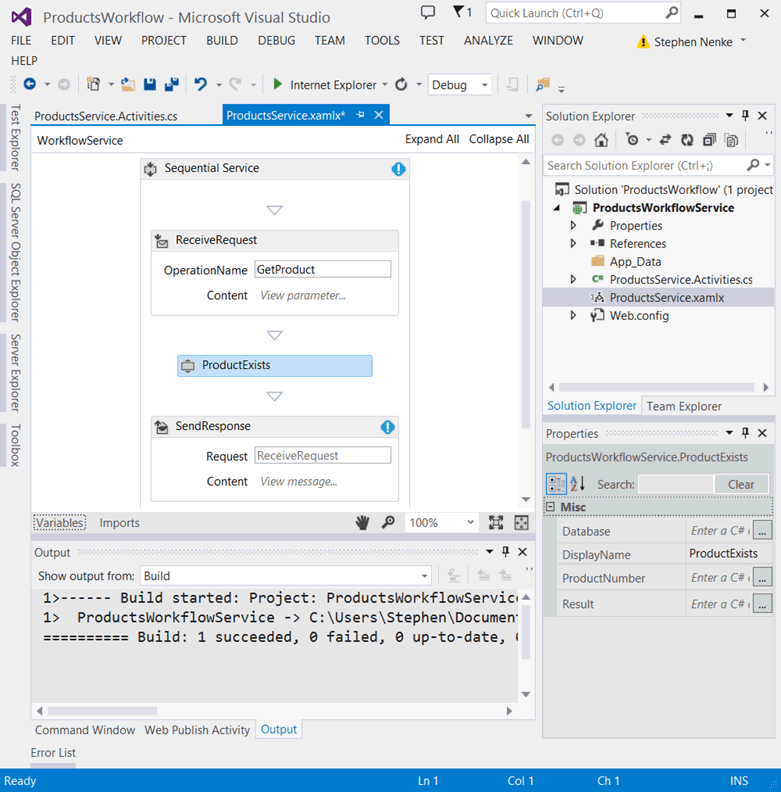 ProductsWorkflow - Microsoft Visual Studio
1
Quick Launch (Ctrl+Q)
FILE EDIT VIEW PROJECT BUILD DEBUG TEAM TOOLS TEST ANALYZE WINDOW
Stephen Nenke
HELP
Internet Explorer
Debug
Test Explorer
SQL Server Object Explorer
Server Explorer
Toolbox
ProductsService.Activities.cs
ProductsService.xamlx*
WorkflowService
Expand All Collapse All
Sequential Service
ReceiveRequest
OperationName GetProduct
Content View parameter...
ProductExists
SendResponse
Request ReceiveRequest
Content View message...
Variables Imports
100%
Output
Show output from: Build
1>------ Build started: Project: ProductsWorkflowService
1> ProductsWorkflowService -> C:\Users\Stephen\Documen
========== Build: 1 succeeded, 0 failed, 0 up-to-date,
Command Window Web Publish Activity Output
Error List
Solution Explorer
Search Solution Explorer (Ctrl+;)
Solution 'ProductsWorkflow' (1 project
ProductsWorkflowService
Properties
References
App_Data
C# ProductsService.Activities.cs
ProductsService.xamlx
Web.config
Solution Explorer Team Explorer
Properties
ProductsWorkflowService.ProductExists
Search: Clear
Misc
Database Enter a C# ...
DisplayName ProductExists
ProductNumber Enter a C# ...
Result Enter a C# ...
Ready Ln 1 Col 1 Ch 1 INS